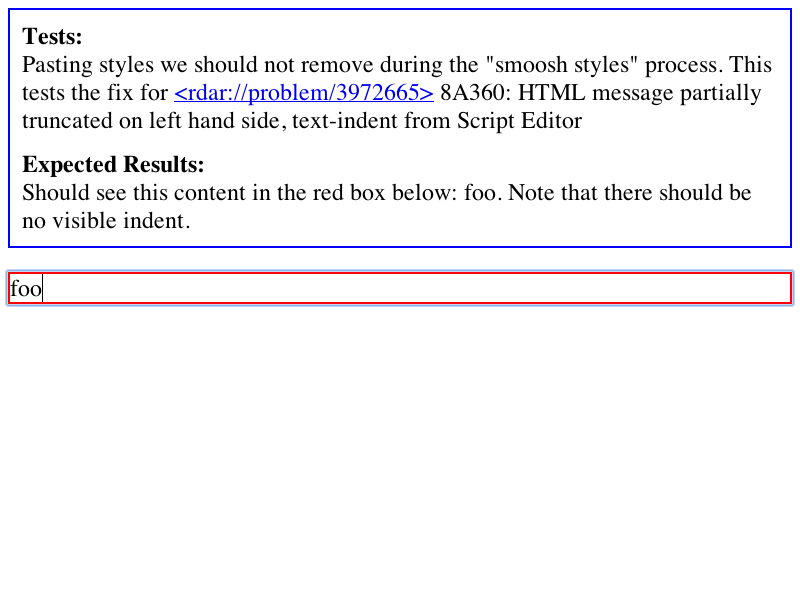 Tests:
Pasting styles we should not remove during the "smoosh styles" process. This
tests the fix for <rdar://problem/3972665> 8A360: HTML message partially
truncated on left hand side, text-indent from Script Editor
Expected Results:
Should see this content in the red box below: foo. Note that there should be
no visible indent.
foo